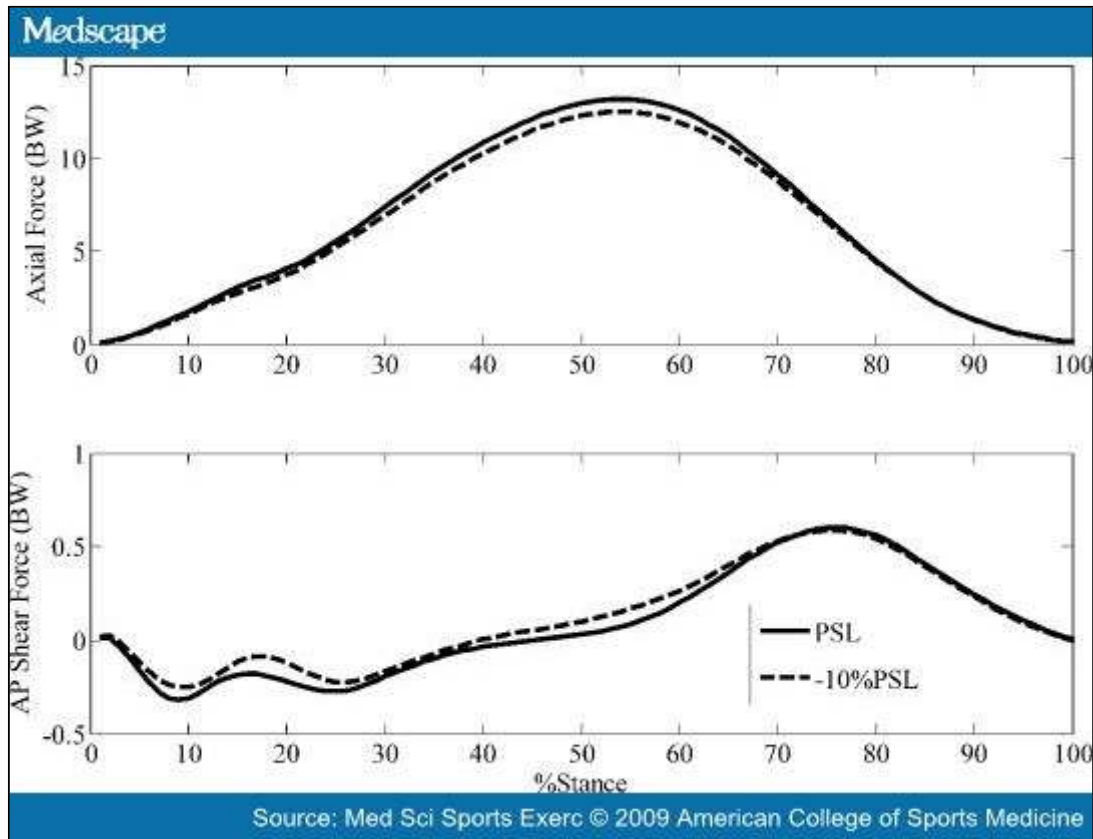 Medscape
15
10
5
0
Axial Force (BW)
0 10 20 30 40 50 60 70 80 90 100
1
0.5
0
-0.5
AP Shear Force (BW)
PSL
-10%PSL
0 10 20 30 40 50 60 70 80 90 100
%Stance
Source: Med Sci Sports Exerc © 2009 American College of Sports Medicine